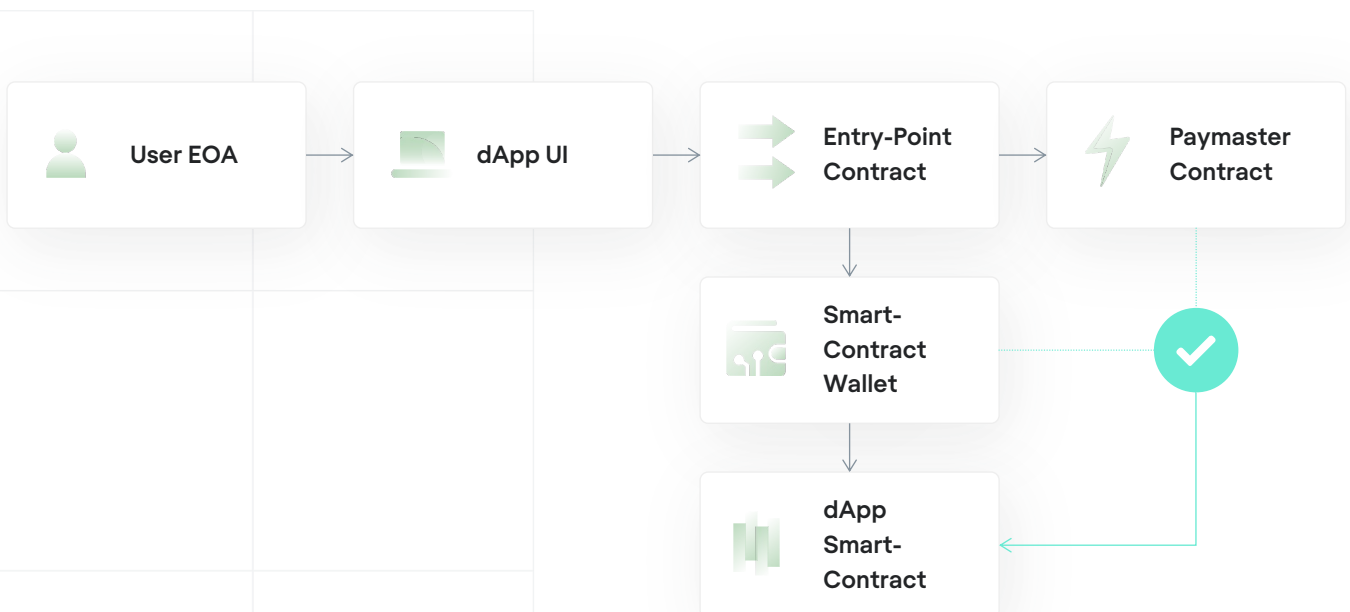 User EOA
dApp UI
Entry-Point
Contract
Paymaster
Contract
Smart-
Contract
Wallet
dApp
Smart-
Contract